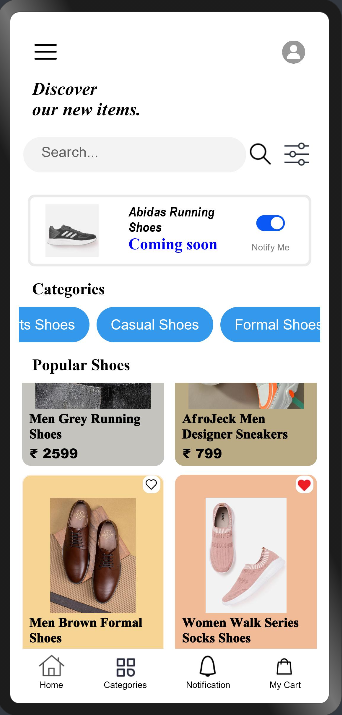 Discover
our new items.
Search...
Abidas Running
Shoes
Coming soon
Notify Me
Categories
ts Shoes
Casual Shoes
Formal Shoes
Popular Shoes
Men Grey Running
Shoes
₹ 2599
AfroJeck Men
Designer Sneakers
₹ 799
Men Brown Formal
Shoes
Women Walk Series
Socks Shoes
Home
Categories
Notification
My Cart